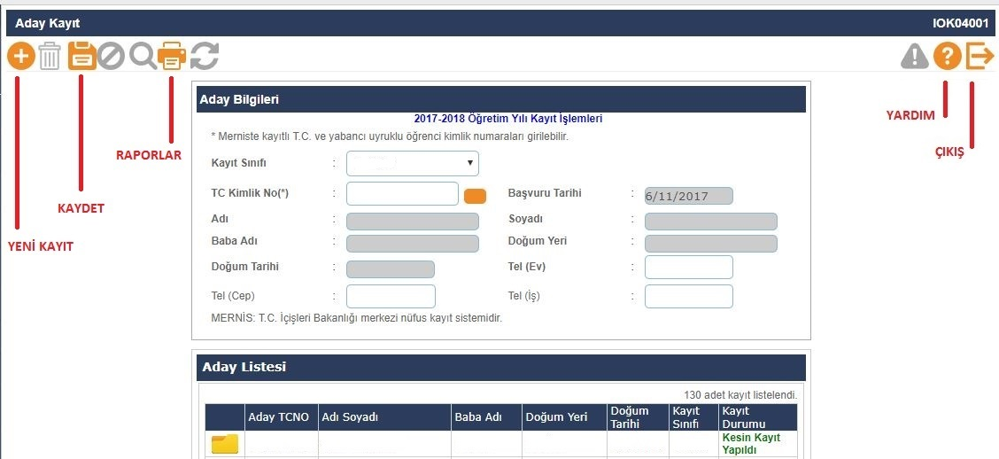 Aday Kayıt IOK04001
YENİ KAYIT
KAYDET
RAPORLAR
YARDIM
ÇIKIŞ
Aday Bilgileri
2017-2018 Öğretim Yılı Kayıt İşlemleri
* Merniste kayıtlı T.C. ve yabancı uyruklu öğrenci kimlik numaraları girilebilir.
Kayıt Sınıfı :
TC Kimlik No(*) : Başvuru Tarihi : 6/11/2017
Adı : Soyadı :
Baba Adı : Doğum Yeri :
Doğum Tarihi : Tel (Ev) :
Tel (Cep) : Tel (İş) :
MERNİS: T.C. İçişleri Bakanlığı merkezi nüfus kayıt sistemidir.
Aday Listesi
130 adet kayıt listelendi.
Aday TCNO Adı Soyadı Baba Adı Doğum Yeri Doğum Tarihi Kayıt Sınıfı Kayıt Durumu
Kesin Kayıt
Yapıldı